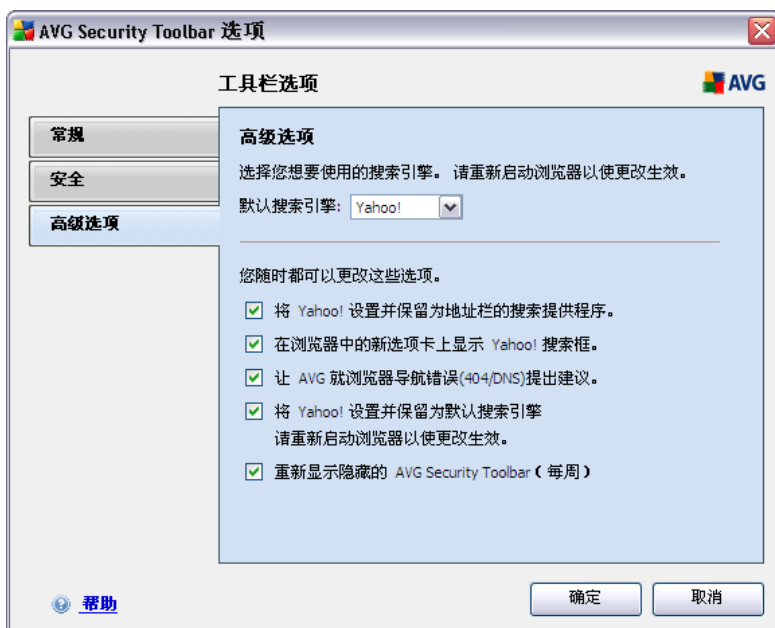 AVG Security Toolbar 选项
工具栏选项
AVG
常规
安全
高级选项
高级选项
选择您想要使用的搜索引擎。 请重新启动浏览器以使更改生效。
默认搜索引擎: Yahoo!
您随时都可以更改这些选项。
将 Yahoo! 设置并保留为地址栏的搜索提供程序。
在浏览器中的新选项卡上显示 Yahoo! 搜索框。
让 AVG 就浏览器导航错误(404/DNS)提出建议。
将 Yahoo! 设置并保留为默认搜索引擎
请重新启动浏览器以使更改生效。
重新显示隐藏的 AVG Security Toolbar（每周）
帮助
确定
取消